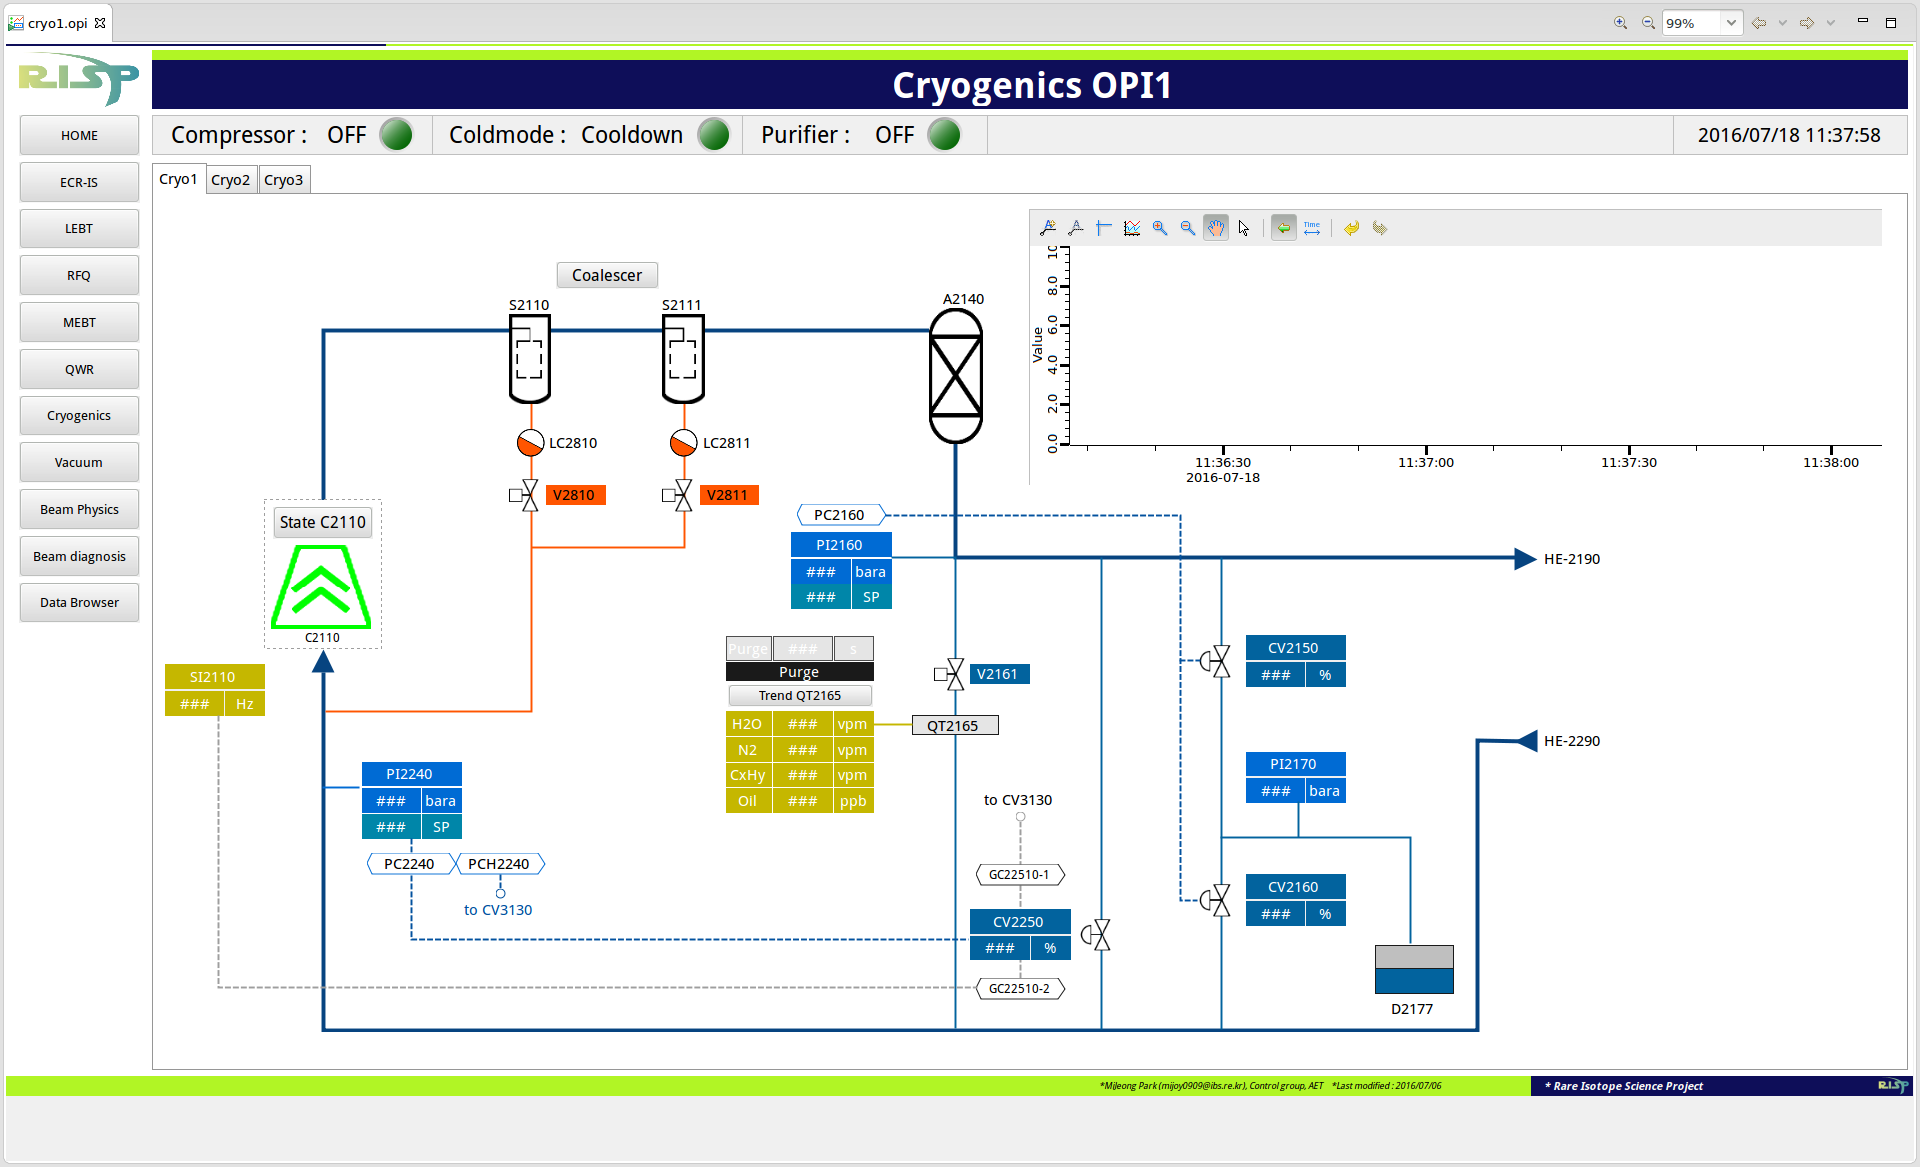 cryo1.opi
99%
RISP
Cryogenics OPI1
Compressor : OFF
Coldmode : Cooldown
Purifier : OFF
2016/07/18 11:37:58
HOME
ECR-IS
LEBT
RFQ
MEBT
QWR
Cryogenics
Vacuum
Beam Physics
Beam diagnosis
Data Browser
Cryo1 Cryo2 Cryo3
Time
Value
0.0
2.0
4.0
6.0
8.0
10
11:36:30
2016-07-18
11:37:00
11:37:30
11:38:00
Coalescer
S2110
S2111
A2140
LC2810
LC2811
V2810
V2811
State C2110
C2110
PC2160
PI2160
### bara
### SP
HE-2190
SI2110
### Hz
Purge ### s
Purge
Trend QT2165
H2O ### vpm
N2 ### vpm
CxHy ### vpm
Oil ### ppb
V2161
QT2165
CV2150
### %
HE-2290
PI2240
### bara
### SP
PC2240
PCH2240
to CV3130
PI2170
### bara
to CV3130
GC22510-1
CV2250
### %
GC22510-2
CV2160
### %
D2177
*MiJeong Park (mijoy0909@ibs.re.kr), Control group, AET *Last modified : 2016/07/06
* Rare Isotope Science Project
RISP